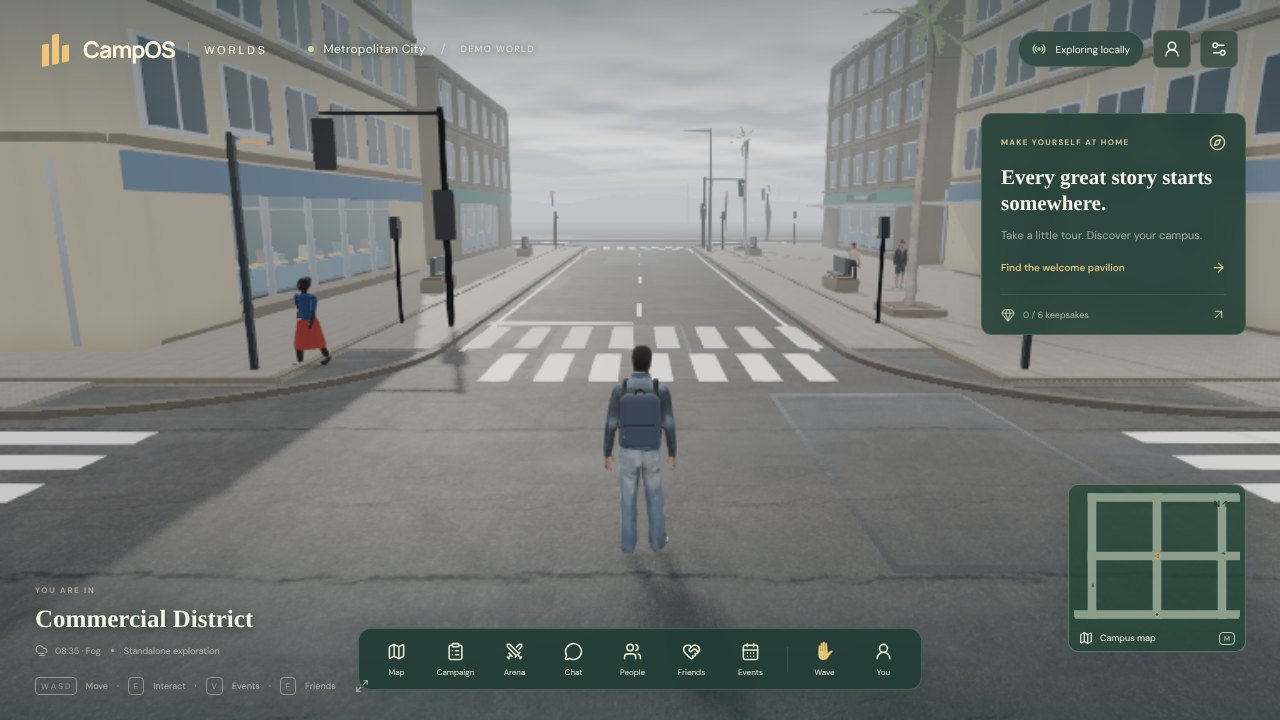 CampOS
WORLDS
Metropolitan City / DEMO WORLD
Exploring locally
MAKE YOURSELF AT HOME
Every great story starts
somewhere.
Take a little tour. Discover your campus.
Find the welcome pavilion
0 / 6 keepsakes
Campus map
M
YOU ARE IN
Commercial District
08:35 · Fog • Standalone exploration
WASD Move · E Interact · V Events · F Friends
Map
Campaign
Arena
Chat
People
Friends
Events
Wave
You